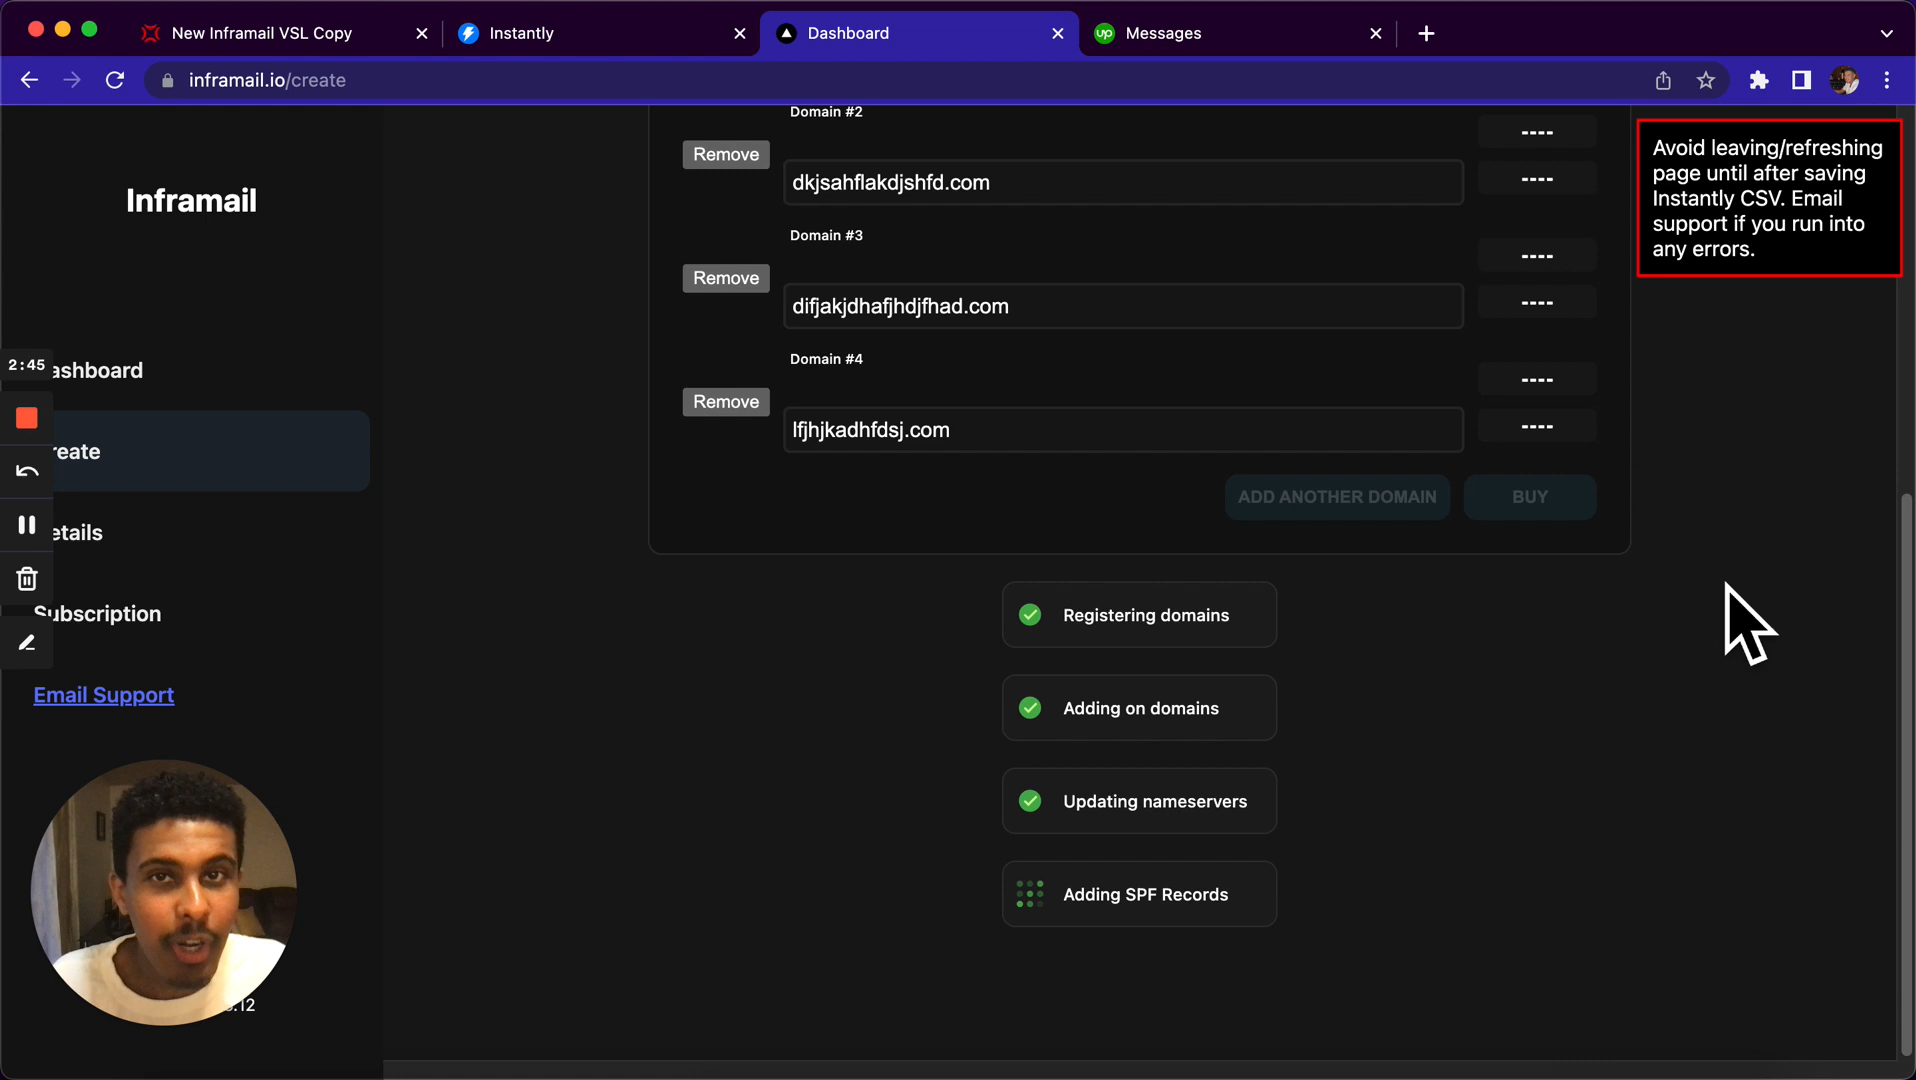 New Inframail VSL Copy
Instantly
Dashboard
up
Messages
inframail.io/create
Inframail
2:45
ashboard
reate
etails
Subscription
Email Support
Domain #2
Remove
dkjsahflakdjshfd.com
----
----
Domain #3
Remove
difjakjdhafjhdjfhad.com
----
----
Domain #4
Remove
lfjhjkadhfdsj.com
----
----
ADD ANOTHER DOMAIN
BUY
Avoid leaving/refreshing
page until after saving
Instantly CSV. Email
support if you run into
any errors.
Registering domains
Adding on domains
Updating nameservers
Adding SPF Records
.12